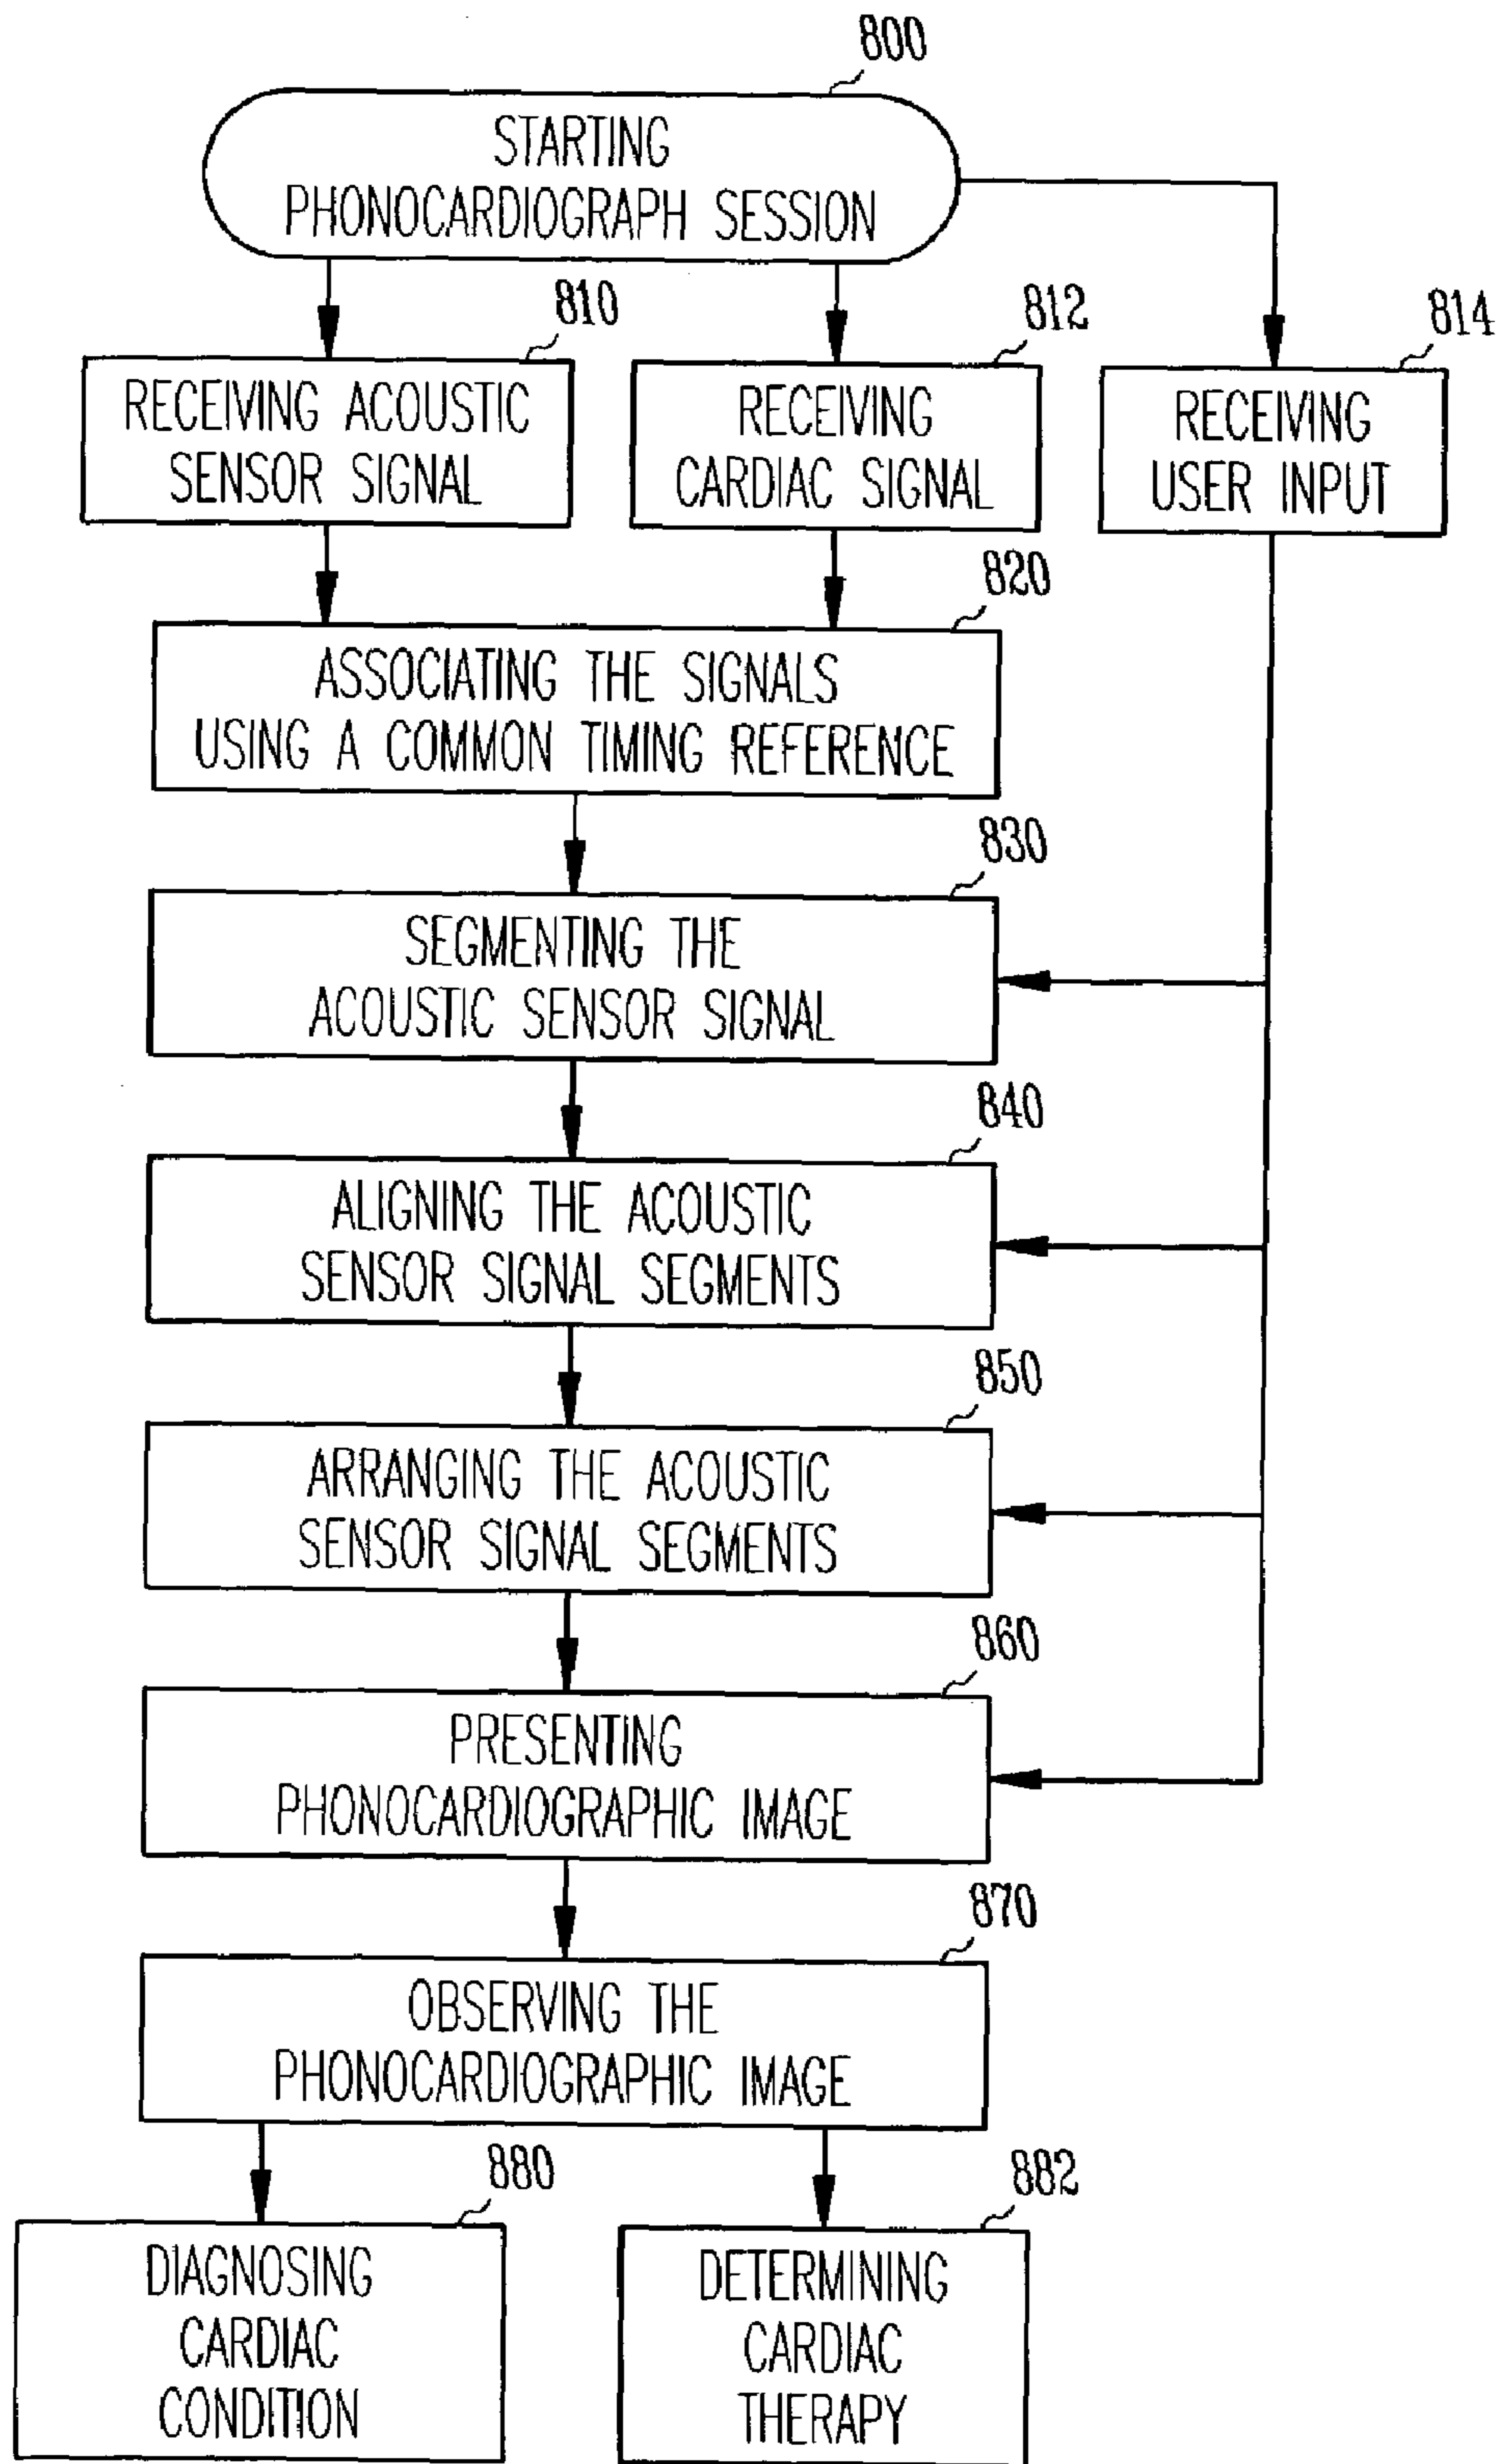 800
STARTING
PHONOCARDIOGRAPH SESSION
810
RECEIVING ACOUSTIC
SENSOR SIGNAL
812
RECEIVING
CARDIAC SIGNAL
814
RECEIVING
USER INPUT
820
ASSOCIATING THE SIGNALS
USING A COMMON TIMING REFERENCE
830
SEGMENTING THE
ACOUSTIC SENSOR SIGNAL
840
ALIGNING THE ACOUSTIC
SENSOR SIGNAL SEGMENTS
850
ARRANGING THE ACOUSTIC
SENSOR SIGNAL SEGMENTS
860
PRESENTING
PHONOCARDIOGRAPHIC IMAGE
870
OBSERVING THE
PHONOCARDIOGRAPHIC IMAGE
880
DIAGNOSING
CARDIAC
CONDITION
882
DETERMINING
CARDIAC
THERAPY